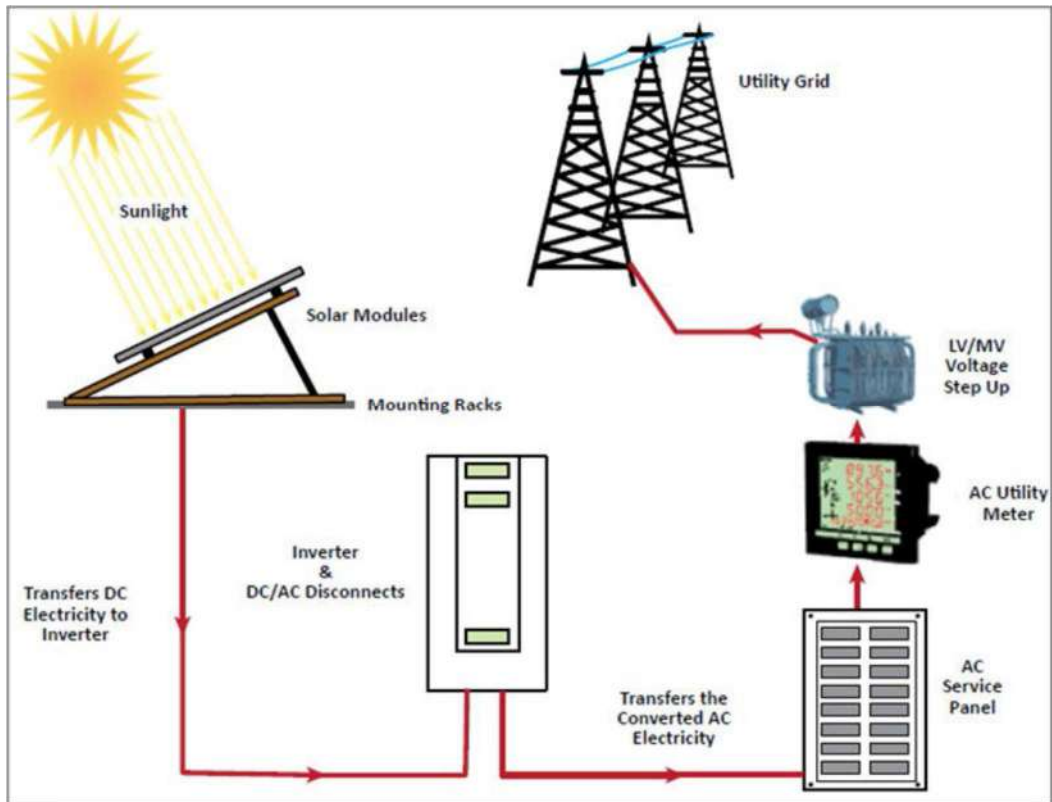 Utility Grid
Sunlight
Solar Modules
Mounting Racks
LV/MV
Voltage
Step Up
AC Utility
Meter
Inverter
&
DC/AC Disconnects
Transfers DC
Electricity to
Inverter
Transfers the
Converted AC
Electricity
AC
Service
Panel